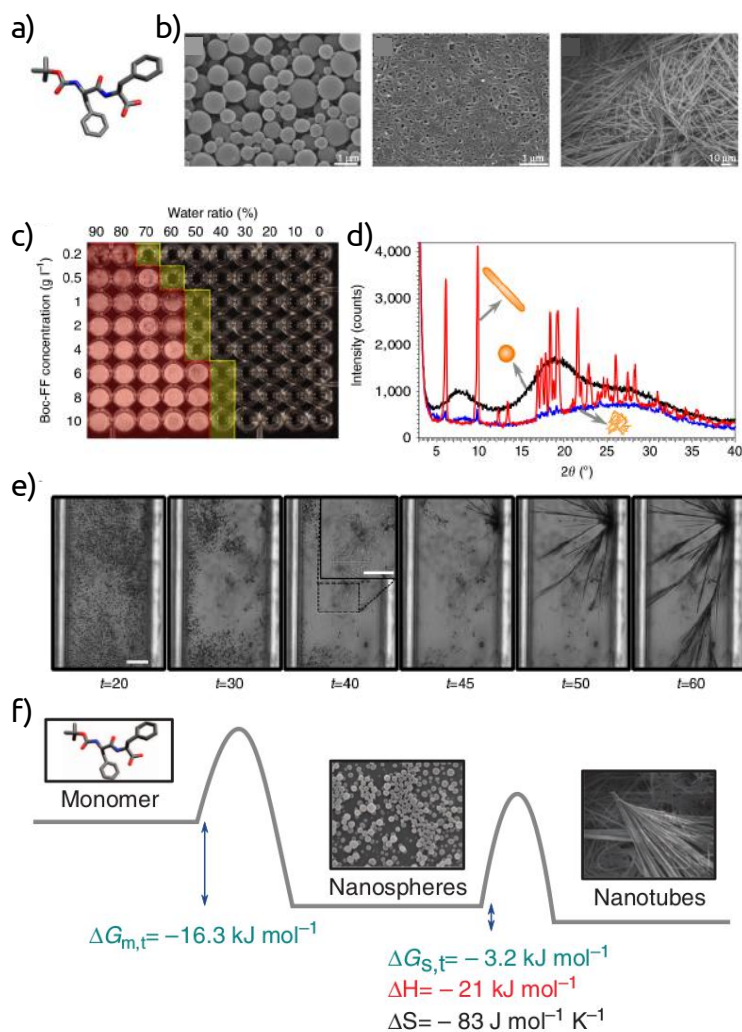 a)
b)
1 µm
1 µm
10 µm
c)
Water ratio (%)
90 80 70 60 50 40 30 20 10 0
Boc-FF concentration (g l⁻¹)
0.2
0.5
1
2
4
6
8
10
d)
Intensity (counts)
4,000
3,000
2,000
1,000
0
5 10 15 20 25 30 35 40
2θ (°)
e)
t=20 t=30 t=40 t=45 t=50 t=60
f)
Monomer
Nanospheres
Nanotubes
ΔGm,t= −16.3 kJ mol⁻¹
ΔGs,t= − 3.2 kJ mol⁻¹
ΔH= − 21 kJ mol⁻¹
ΔS= − 83 J mol⁻¹ K⁻¹